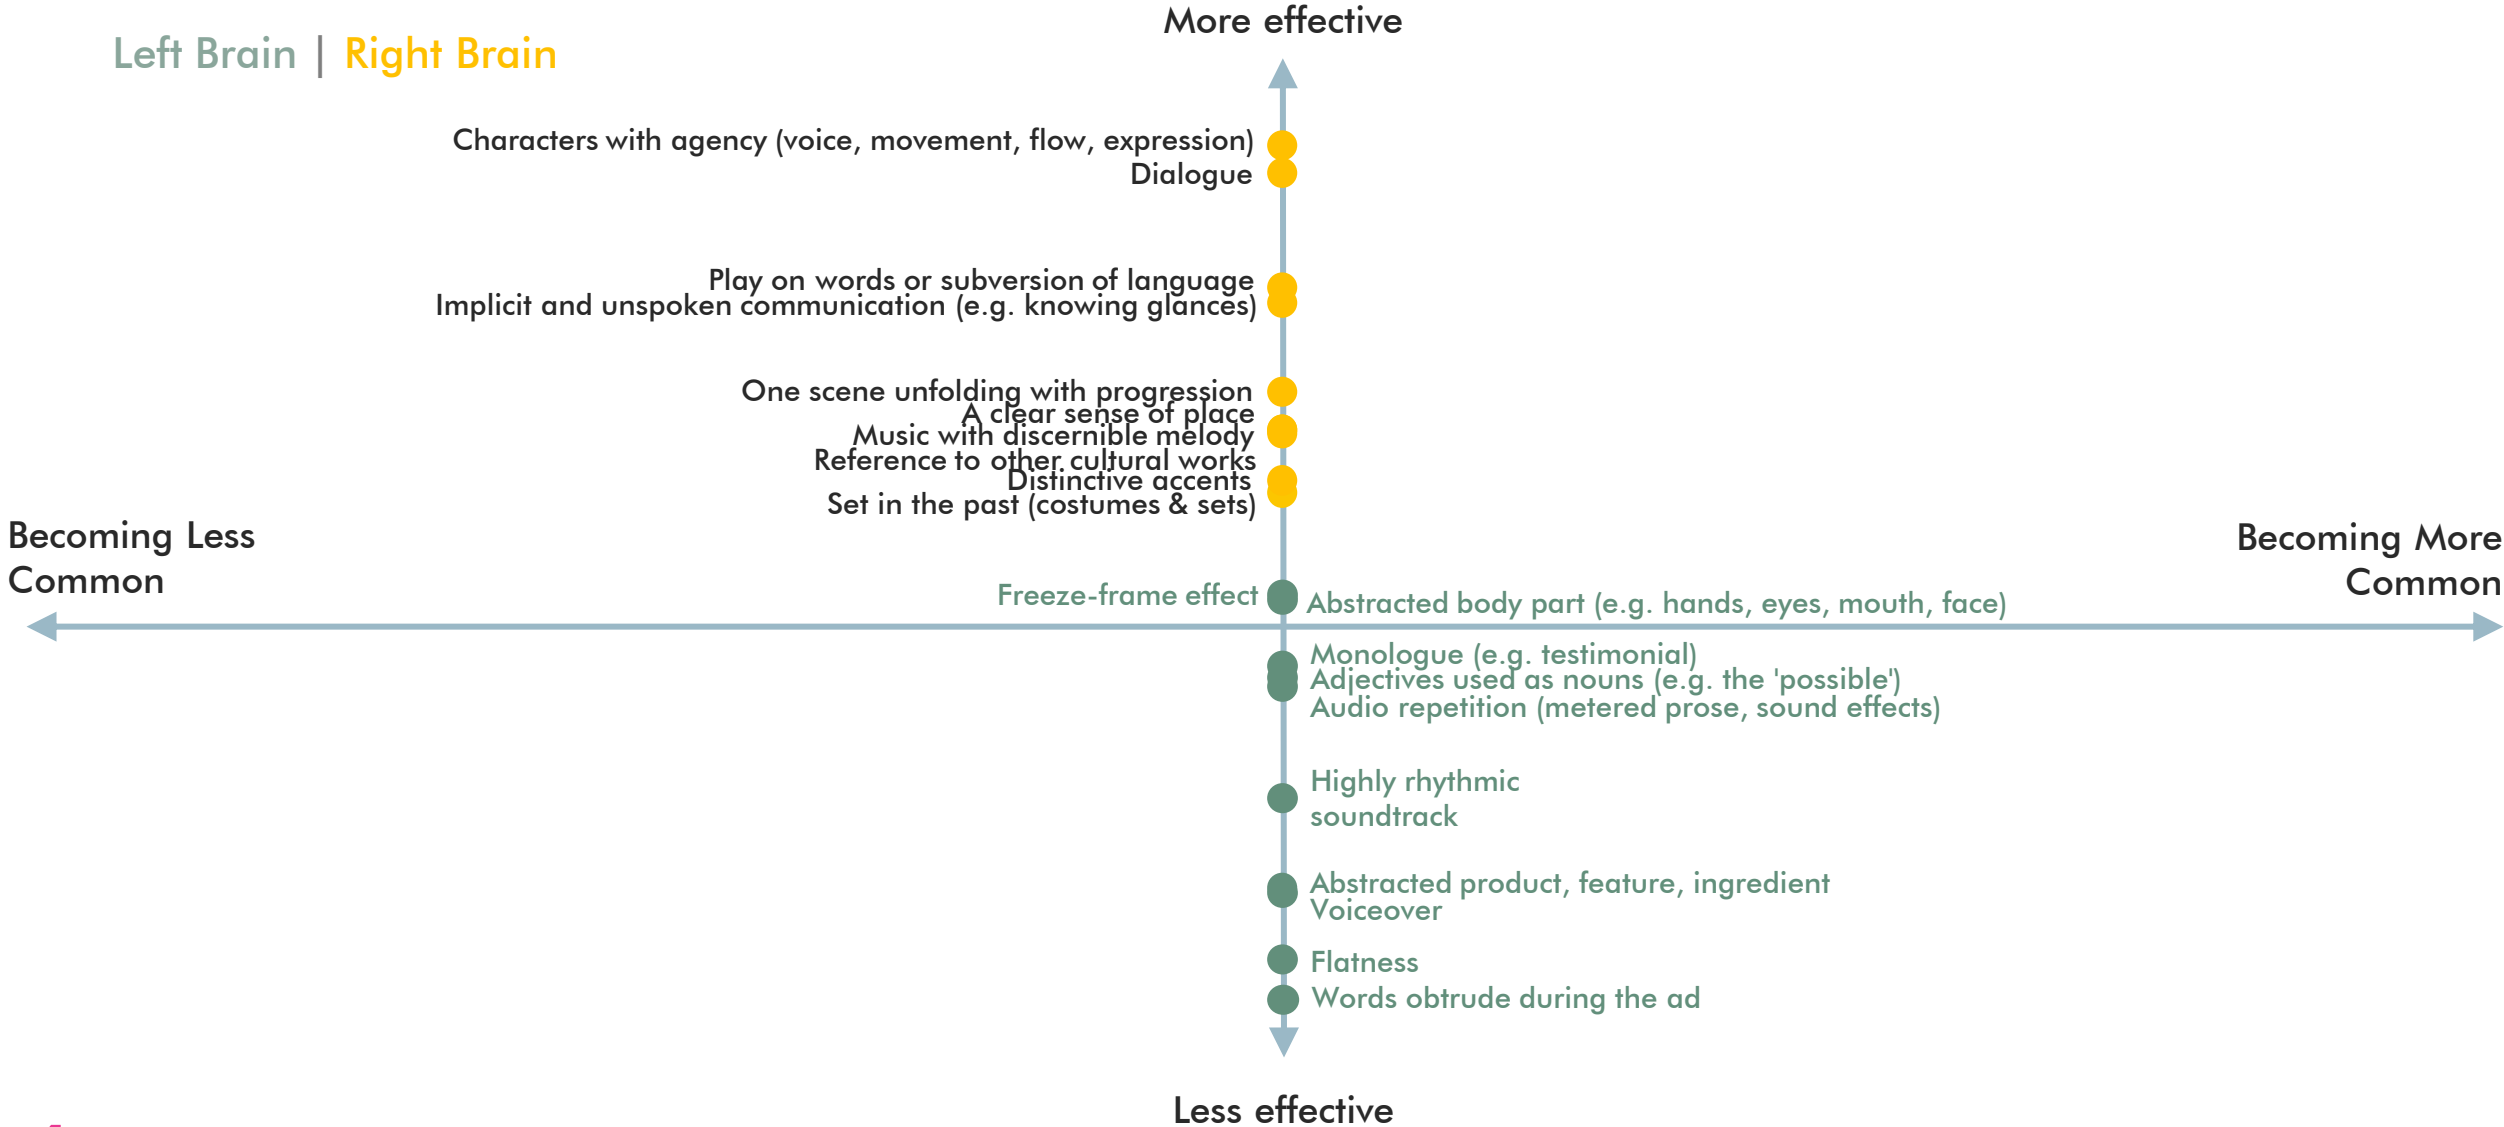 More effective
Left Brain | Right Brain
Characters with agency (voice, movement, flow, expression)
Dialogue
Play on words or subversion of language
Implicit and unspoken communication (e.g. knowing glances)
One scene unfolding with progression
A clear sense of place
Music with discernible melody
Reference to other cultural works
Distinctive accents
Set in the past (costumes & sets)
Becoming Less
Common
Becoming More
Common
Freeze-frame effect
Abstracted body part (e.g. hands, eyes, mouth, face)
Monologue (e.g. testimonial)
Adjectives used as nouns (e.g. the 'possible')
Audio repetition (metered prose, sound effects)
Highly rhythmic
soundtrack
Abstracted product, feature, ingredient
Voiceover
Flatness
Words obtrude during the ad
Less effective